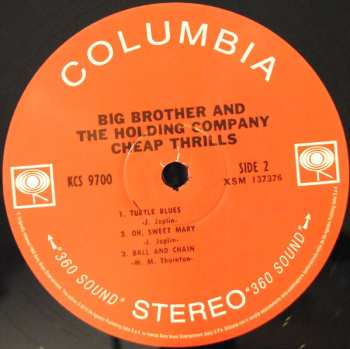 COLUMBIA
BIG BROTHER AND
THE HOLDING COMPANY
CHEAP THRILLS
KCS 9700
SIDE 2
XSM 137376
1. TURTLE BLUES
-J. Joplin-
2. OH, SWEET MARY
-J. Joplin-
3. BALL AND CHAIN
-W. M. Thornton-
"360 SOUND" STEREO "360 SOUND"